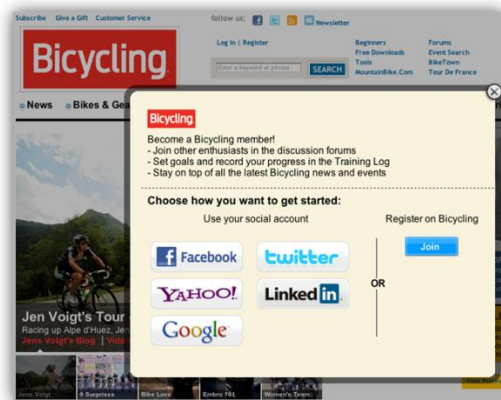 Subscribe Give a Gift Customer Service
follow us:
Newsletter
Bicycling
Log In | Register
Enter a keyword or phrase SEARCH
Beginners
Free Downloads
Tools
MountainBike.Com
Forums
Event Search
BikeTown
Tour De France
News Bikes & Gea
Bicycling
Become a Bicycling member!
- Join other enthusiasts in the discussion forums
- Set goals and record your progress in the Training Log
- Stay on top of all the latest Bicycling news and events
Choose how you want to get started:
Use your social account
Register on Bicycling
Facebook
twitter
YAHOO!
Linked in
Google
OR
Join
Jen Voigt's Tour
Racing up Alpe d'Huez, Jen
Jens Voigt's Blog | Video
Jens Voigt
9 Surprises
Bike Love
Embro 101
Women's Team: